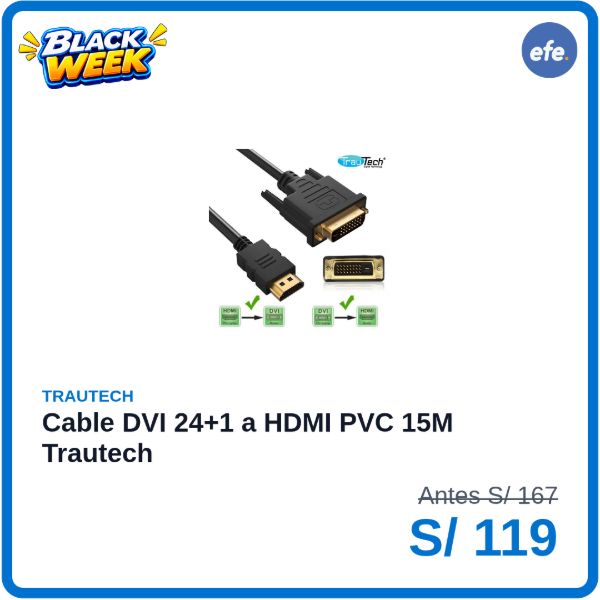 BLACK
WEEK
efe.
TrauTech®
HDMI
DVI
DVI
HDMI
TRAUTECH
Cable DVI 24+1 a HDMI PVC 15M
Trautech
Antes S/ 167
S/ 119